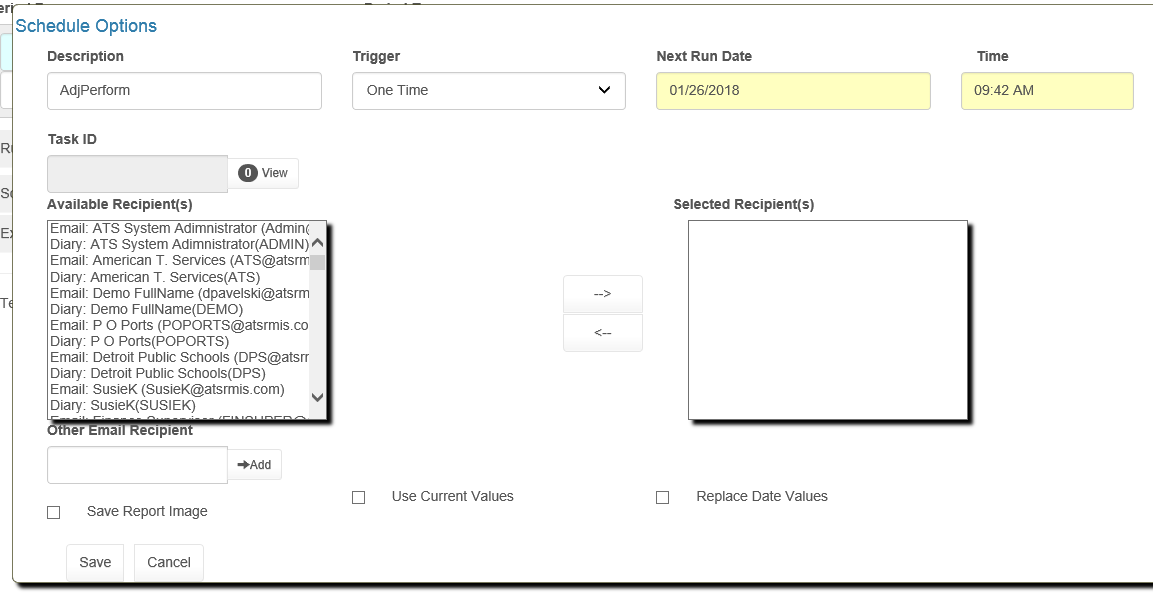 Schedule Options
Description
Trigger
Next Run Date
Time
AdjPerform
One Time
01/26/2018
09:42 AM
Task ID
0 View
Available Recipient(s)
Selected Recipient(s)
Email: ATS System Adimnistrator (Admin@
Diary: ATS System Adimnistrator(ADMIN)
Email: American T. Services (ATS@atsrm
Diary: American T. Services(ATS)
Email: Demo FullName (dpavelski@atsrm
Diary: Demo FullName(DEMO)
Email: P O Ports (POPORTS@atsrmis.co
Diary: P O Ports(POPORTS)
Email: Detroit Public Schools (DPS@atsrr
Diary: Detroit Public Schools(DPS)
Email: SusieK (SusieK@atsrmis.com)
Diary: SusieK(SUSIEK)
-->
<--
Other Email Recipient
➔Add
Save Report Image
Use Current Values
Replace Date Values
Save
Cancel